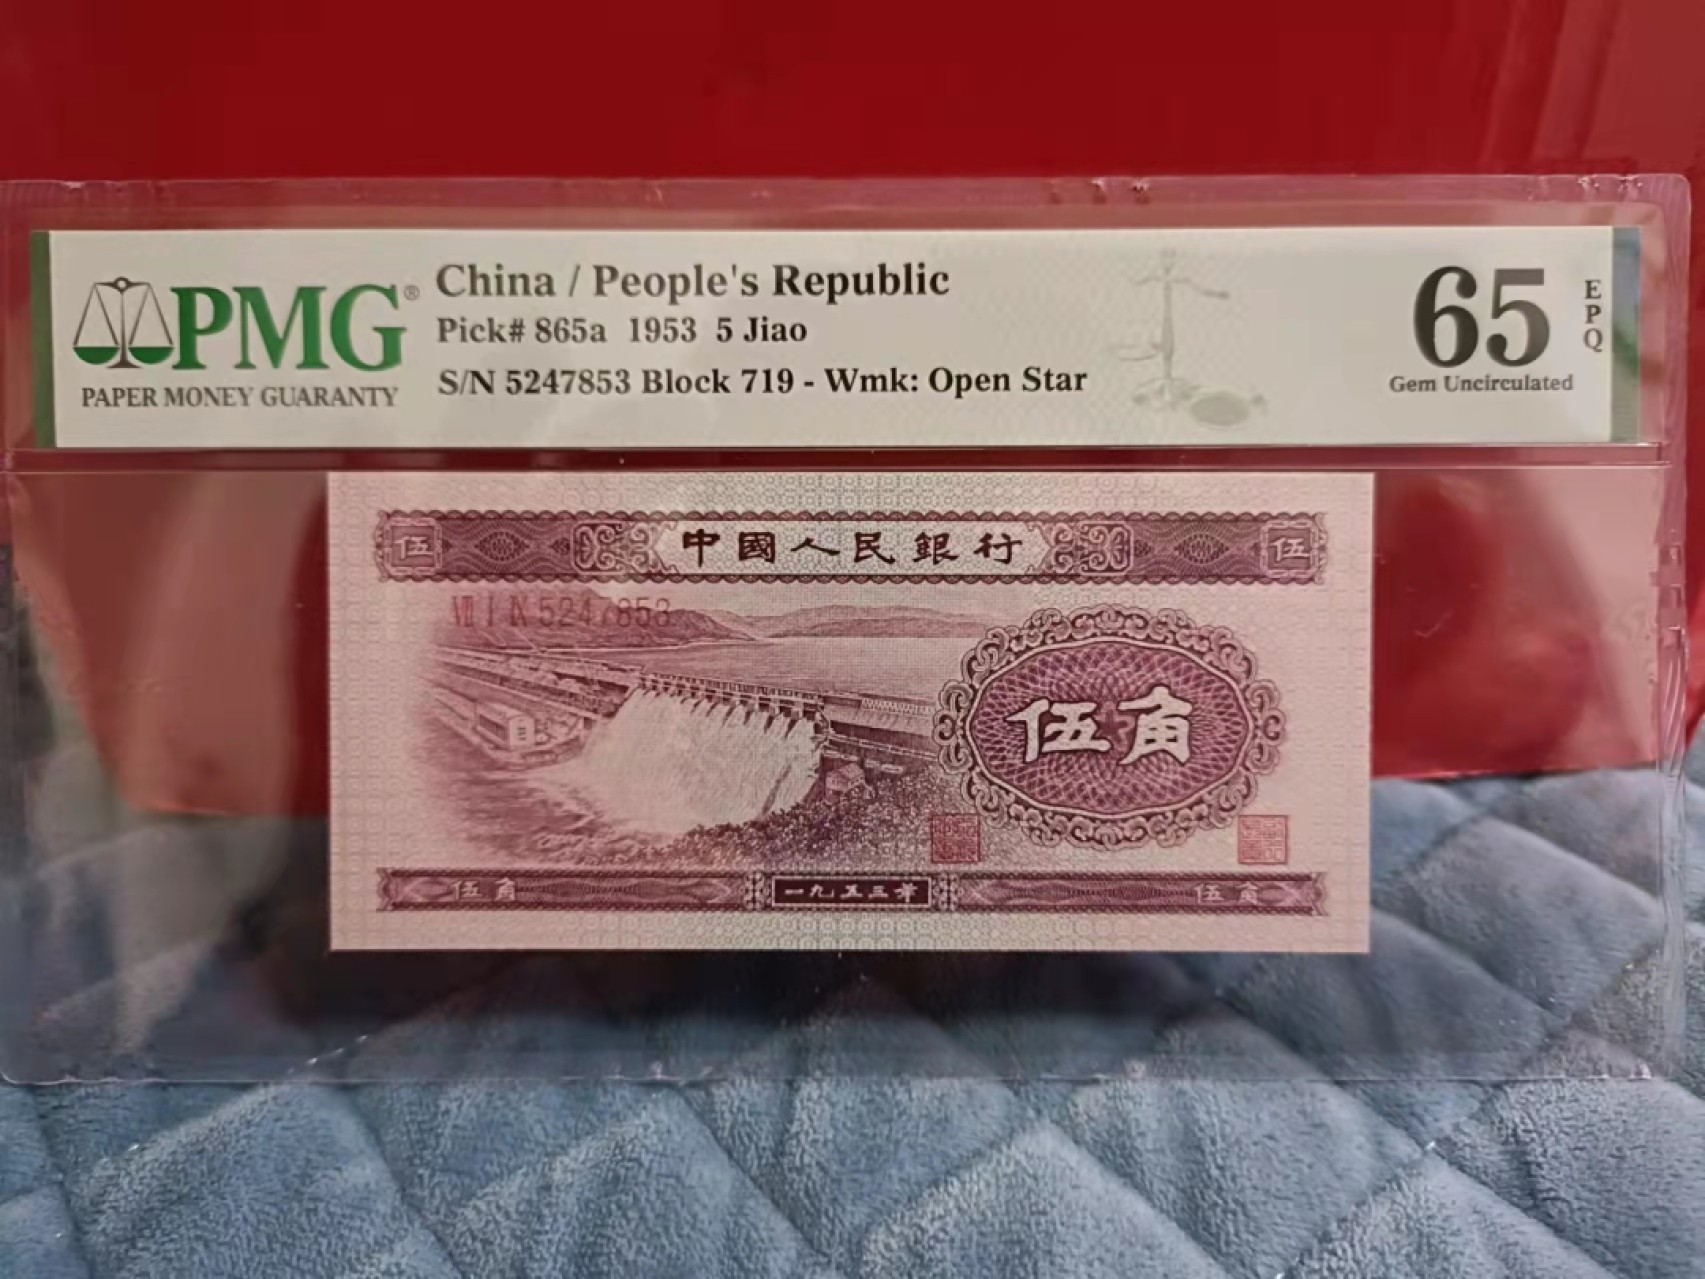 PMG®
PAPER MONEY GUARANTY
China / People's Republic
Pick# 865a 1953 5 Jiao
S/N 5247853 Block 719 - Wmk: Open Star
65
EPQ
Gem Uncirculated
伍 中國人民銀行 伍
VII I IX 5247853
伍角
伍角 一九五三年 伍角